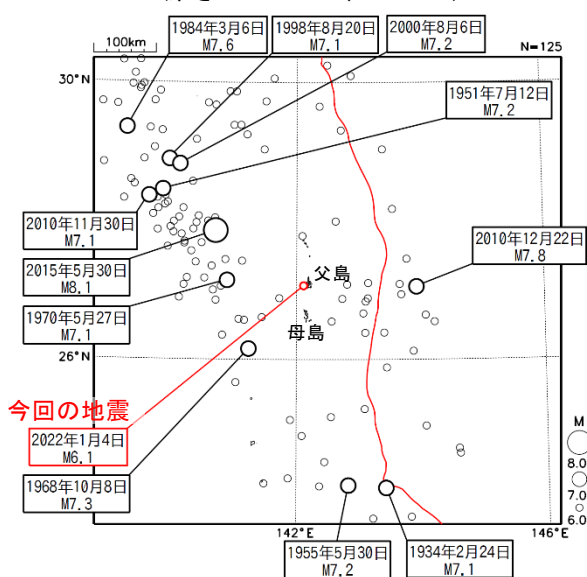 1984年3月6日
M7.6
1998年8月20日
M7.1
2000年8月6日
M7.2
100km
N=125
30°N
1951年7月12日
M7.2
2010年11月30日
M7.1
2015年5月30日
M8.1
2010年12月22日
M7.8
父島
1970年5月27日
M7.1
母島
26°N
今回の地震
2022年1月4日
M6.1
1968年10月8日
M7.3
M
8.0
7.0
6.0
142°E
146°E
1955年5月30日
M7.2
1934年2月24日
M7.1